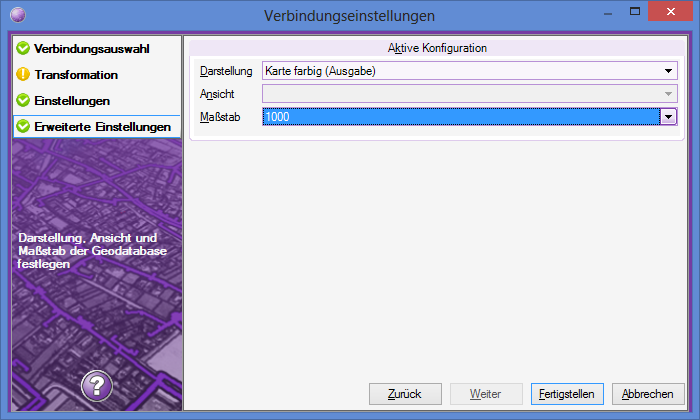 Verbindungseinstellungen
Verbindungsauswahl
Transformation
Einstellungen
Erweiterte Einstellungen
Darstellung, Ansicht und
Maßstab der Geodatabase
festlegen
?
Aktive Konfiguration
Darstellung Karte farbig (Ausgabe)
Ansicht
Maßstab 1000
Zurück Weiter Fertigstellen Abbrechen